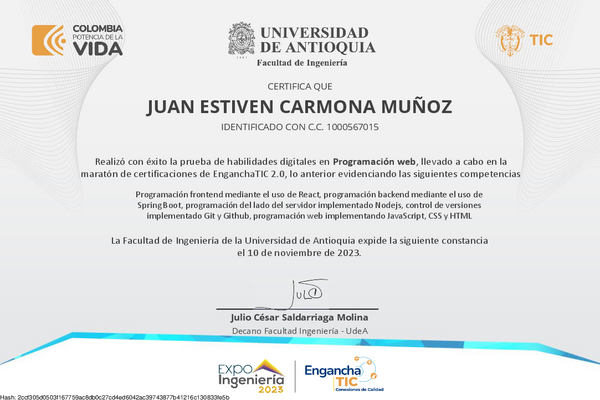 COLOMBIA
POTENCIA DE LA
VIDA
UNIVERSIDAD
DE ANTIOQUIA
Facultad de Ingeniería
TIC
CERTIFICA QUE
JUAN ESTIVEN CARMONA MUÑOZ
IDENTIFICADO CON C.C. 1000567015
Realizó con éxito la prueba de habilidades digitales en Programación web, llevado a cabo en la
maratón de certificaciones de EnganchaTIC 2.0, lo anterior evidenciando las siguientes competencias
Programación frontend mediante el uso de React, programación backend mediante el uso de
Spring Boot, programación del lado del servidor implementado Nodejs, control de versiones
implementado Git y Github, programación web implementando JavaScript, CSS y HTML
La Facultad de Ingeniería de la Universidad de Antioquia expide la siguiente constancia
el 10 de noviembre de 2023.
Julio César Saldarriaga Molina
Decano Facultad Ingeniería - UdeA
EXPO
Ingeniería
2023
Engancha
TIC
Conexiones de Calidad
Hash: 2cdf305d0503f167759ac8db0c27cd4ed6042ac39743877b41216c130833fe5b